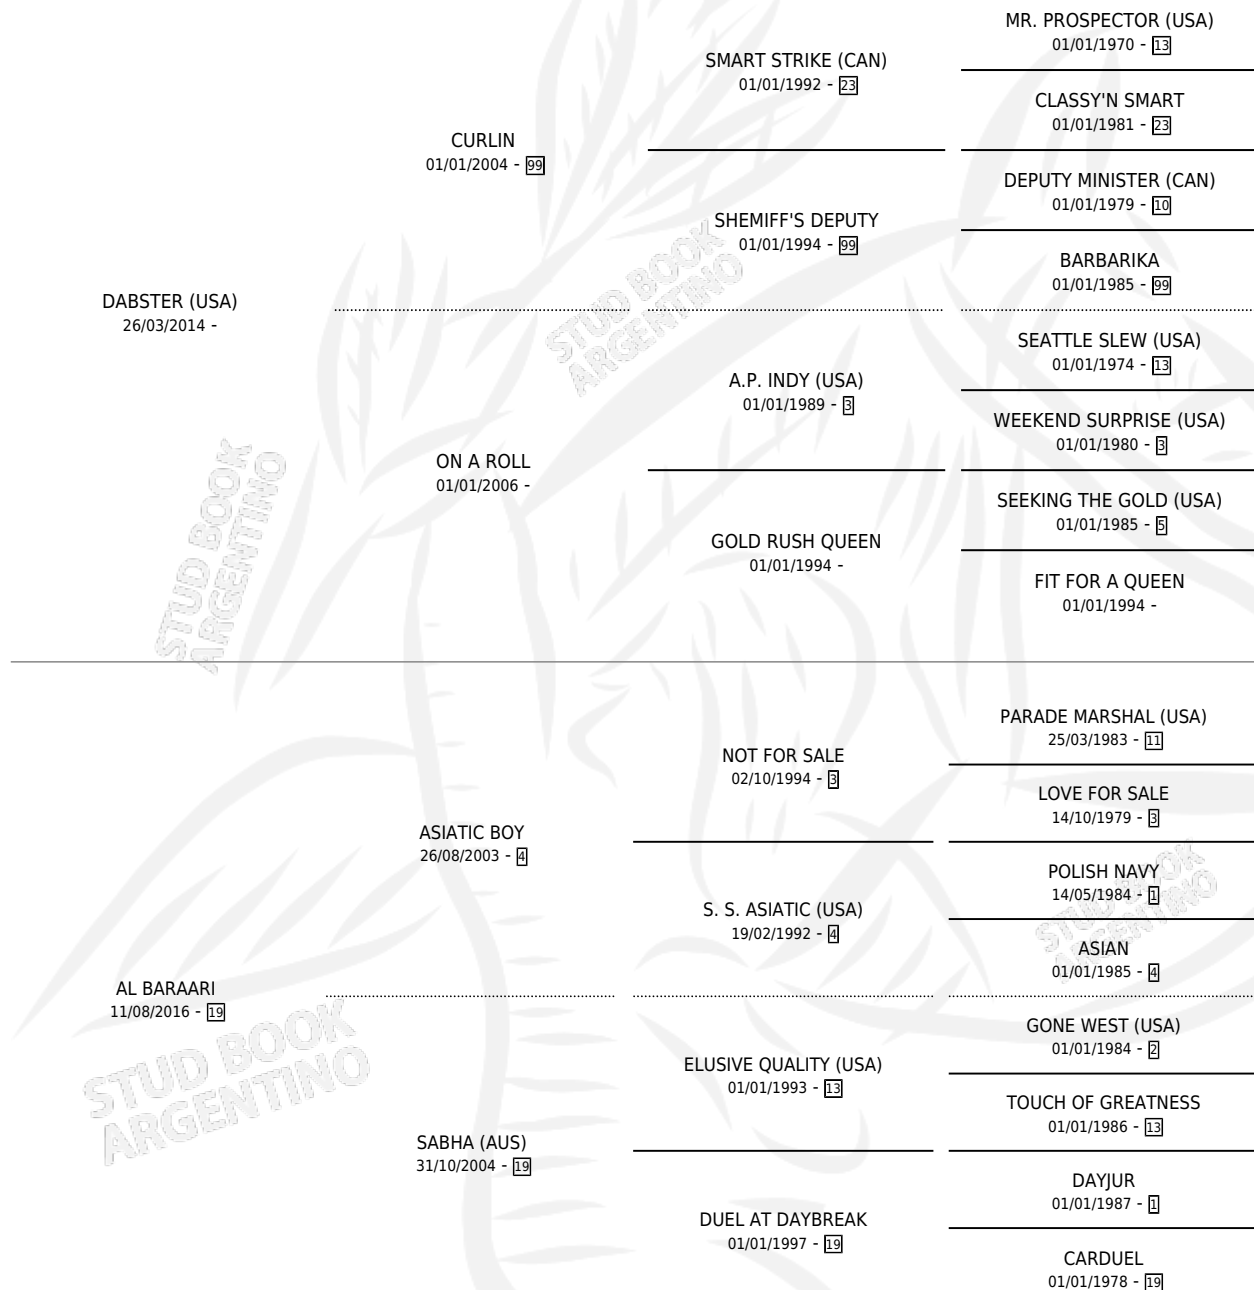 MR. PROSPECTOR (USA)
01/01/1970 - 13
SMART STRIKE (CAN)
01/01/1992 - 23
CLASSY'N SMART
01/01/1981 - 23
CURLIN
01/01/2004 - 99
DEPUTY MINISTER (CAN)
01/01/1979 - 10
SHEMIFF'S DEPUTY
01/01/1994 - 99
BARBARIKA
01/01/1985 - 99
DABSTER (USA)
26/03/2014 -
SEATTLE SLEW (USA)
01/01/1974 - 13
A.P. INDY (USA)
01/01/1989 - 3
WEEKEND SURPRISE (USA)
01/01/1980 - 3
ON A ROLL
01/01/2006 -
SEEKING THE GOLD (USA)
01/01/1985 - 5
GOLD RUSH QUEEN
01/01/1994 -
FIT FOR A QUEEN
01/01/1994 -
PARADE MARSHAL (USA)
25/03/1983 - 11
NOT FOR SALE
02/10/1994 - 3
LOVE FOR SALE
14/10/1979 - 3
ASIATIC BOY
26/08/2003 - 4
POLISH NAVY
14/05/1984 - 1
S. S. ASIATIC (USA)
19/02/1992 - 4
ASIAN
01/01/1985 - 4
AL BARAARI
11/08/2016 - 19
GONE WEST (USA)
01/01/1984 - 2
ELUSIVE QUALITY (USA)
01/01/1993 - 13
TOUCH OF GREATNESS
01/01/1986 - 13
SABHA (AUS)
31/10/2004 - 19
DAYJUR
01/01/1987 - 1
DUEL AT DAYBREAK
01/01/1997 - 19
CARDUEL
01/01/1978 - 19
STUD BOOK
ARGENTINO
STUD BOOK
ARGENTINO
STUD BOOK
ARGENTINO
STUD BOOK
ARGENTINO